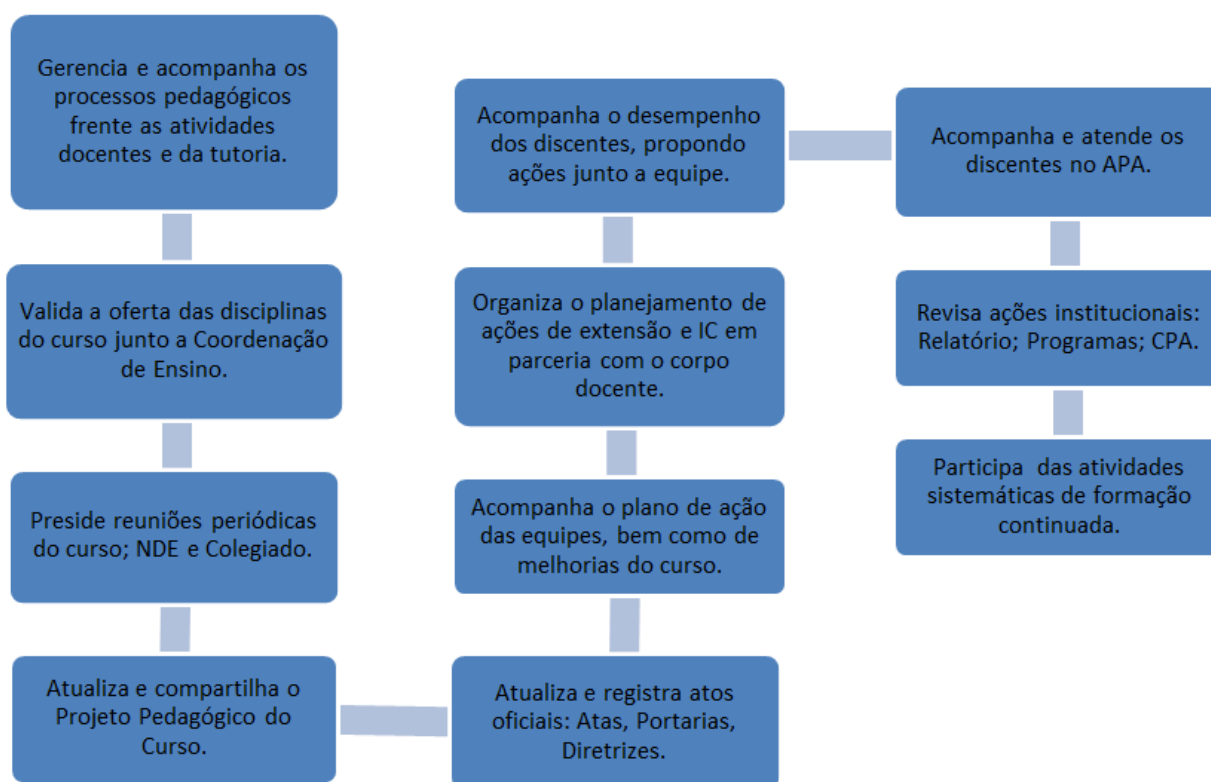 Gerencia e acompanha os
processos pedagógicos
frente as atividades
docentes e da tutoria.
Valida a oferta das disciplinas
do curso junto a Coordenação
de Ensino.
Preside reuniões periódicas
do curso; NDE e Colegiado.
Atualiza e compartilha o
Projeto Pedagógico do
Curso.
Atualiza e registra atos
oficiais: Atas, Portarias,
Diretrizes.
Acompanha o plano de ação
das equipes, bem como de
melhorias do curso.
Organiza o planejamento de
ações de extensão e IC em
parceria com o corpo
docente.
Acompanha o desempenho
dos discentes, propondo
ações junto a equipe.
Acompanha e atende os
discentes no APA.
Revisa ações institucionais:
Relatório; Programas; CPA.
Participa das atividades
sistemáticas de formação
continuada.